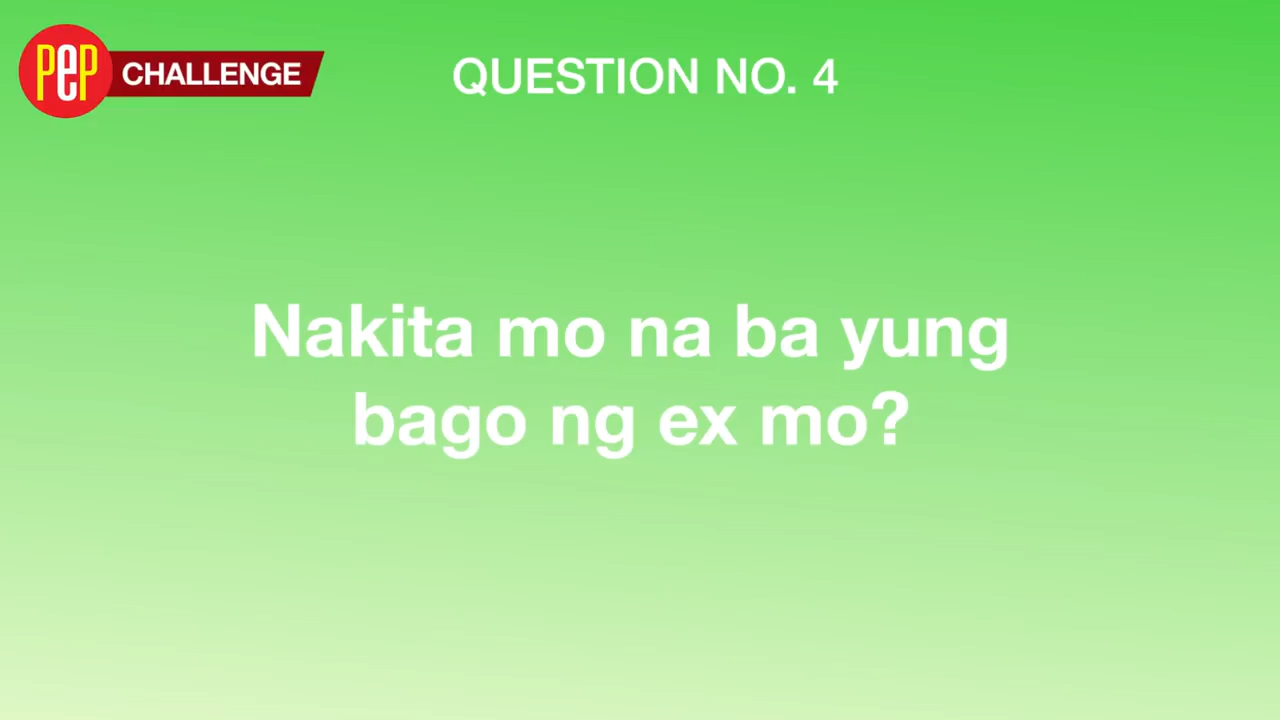 PEP CHALLENGE
QUESTION NO. 4
Nakita mo na ba yung
bago ng ex mo?